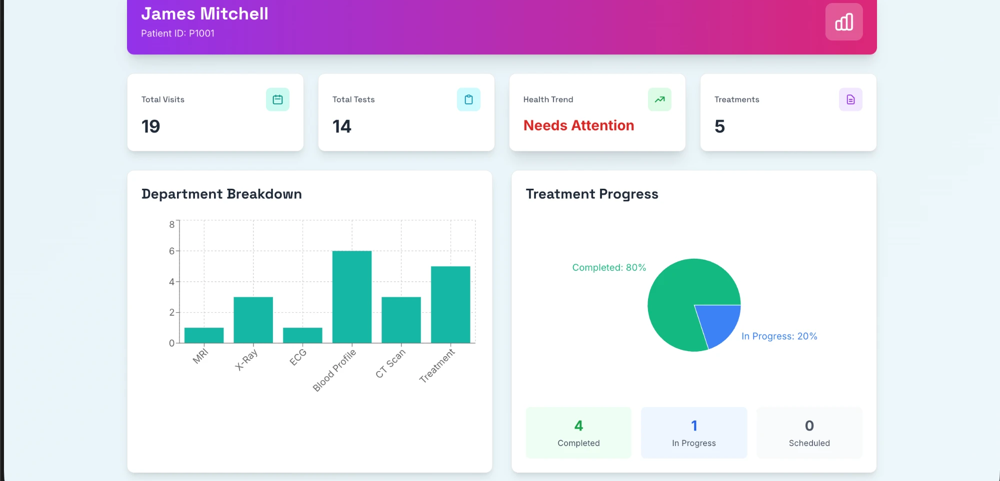 James Mitchell
Patient ID: P1001
Total Visits
19
Total Tests
14
Health Trend
Needs Attention
Treatments
5
Department Breakdown
8
6
4
2
0
MRI
X-Ray
ECG
Blood Profile
CT Scan
Treatment
Treatment Progress
Completed: 80%
In Progress: 20%
4
Completed
1
In Progress
0
Scheduled